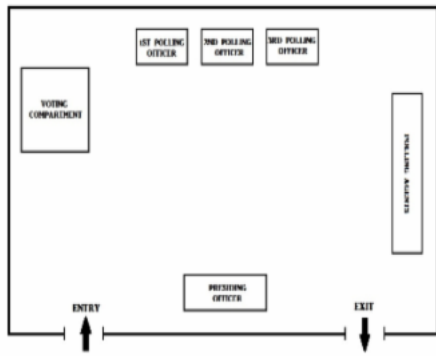 1ST POLLING
OFFICER
2ND POLLING
OFFICER
3RD POLLING
OFFICER
VOTING
COMPARTMENT
POLLING AGENTS
PRESIDING
OFFICER
ENTRY
EXIT